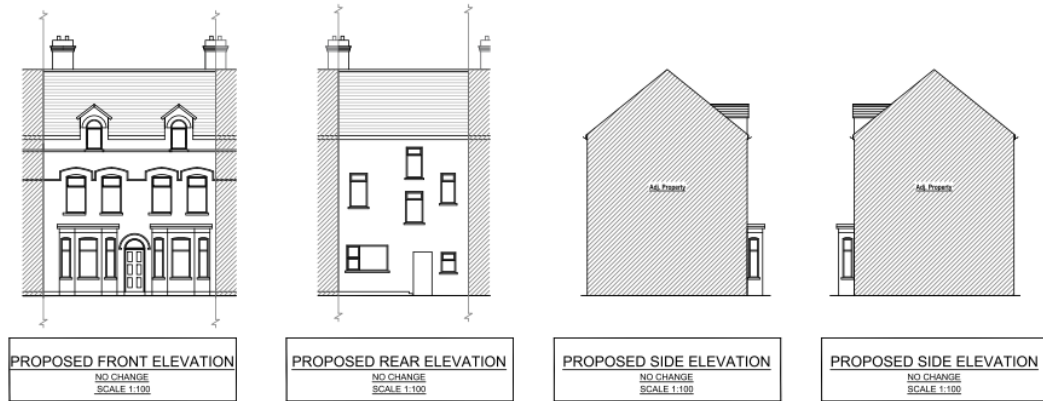 Adj. Property
Adj. Property
PROPOSED FRONT ELEVATION
NO CHANGE
SCALE 1:100
PROPOSED REAR ELEVATION
NO CHANGE
SCALE 1:100
PROPOSED SIDE ELEVATION
NO CHANGE
SCALE 1:100
PROPOSED SIDE ELEVATION
NO CHANGE
SCALE 1:100